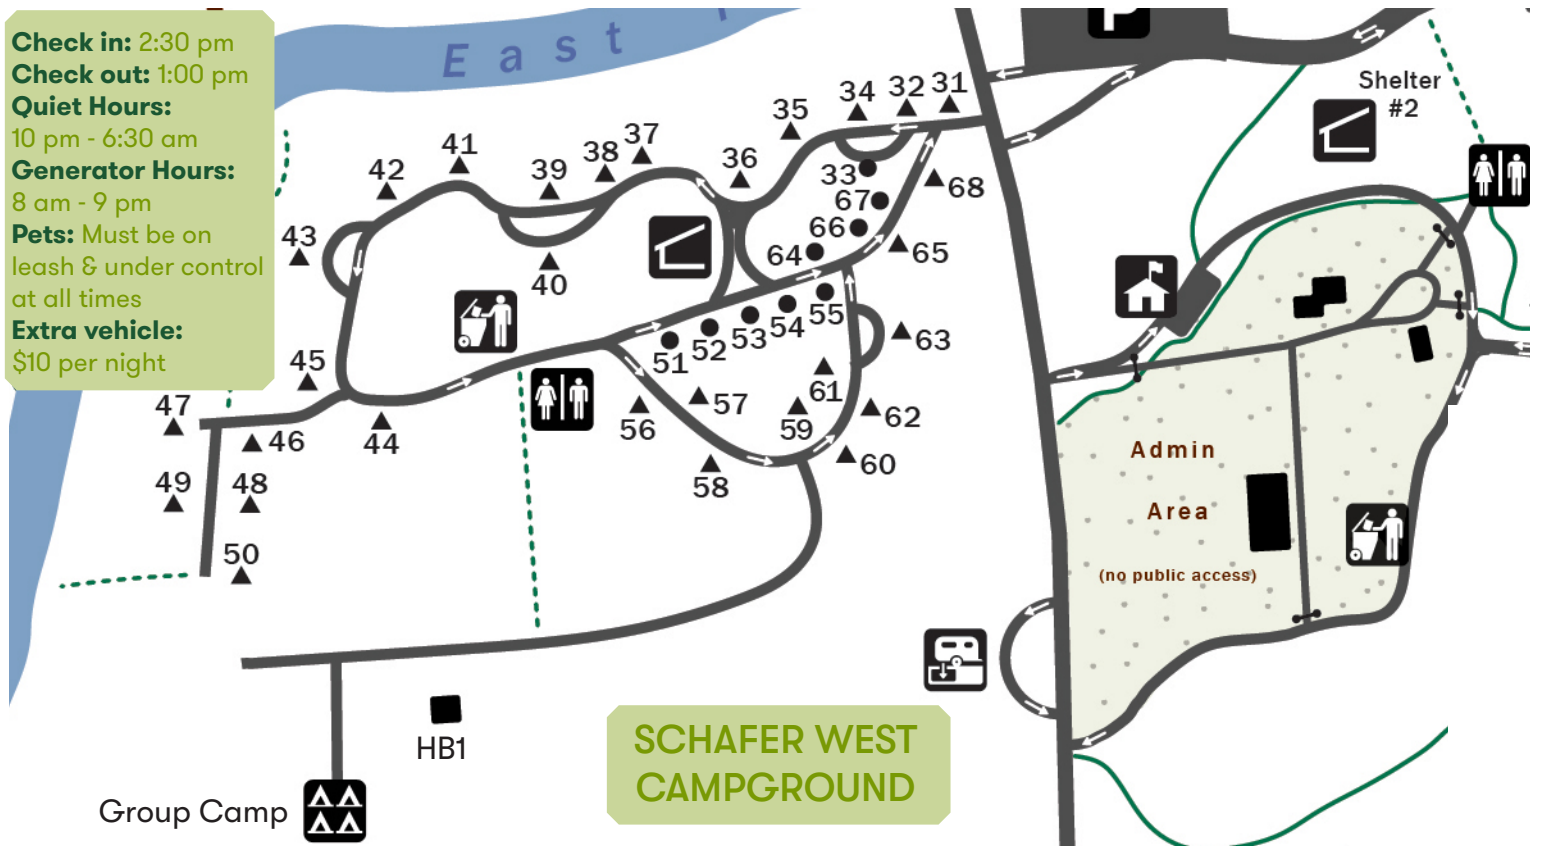 Check in: 2:30 pm
Check out: 1:00 pm
Quiet Hours:
10 pm - 6:30 am
Generator Hours:
8 am - 9 pm
Pets: Must be on
leash & under control
at all times
Extra vehicle:
$10 per night
East
P
Shelter
#2
31
32
34
35
33
36
37
38
39
40
41
42
43
44
45
46
47
48
49
50
51
52
53
54
55
56
57
58
59
60
61
62
63
64
65
66
67
68
Admin
Area
(no public access)
HB1
Group Camp
SCHAFER WEST
CAMPGROUND